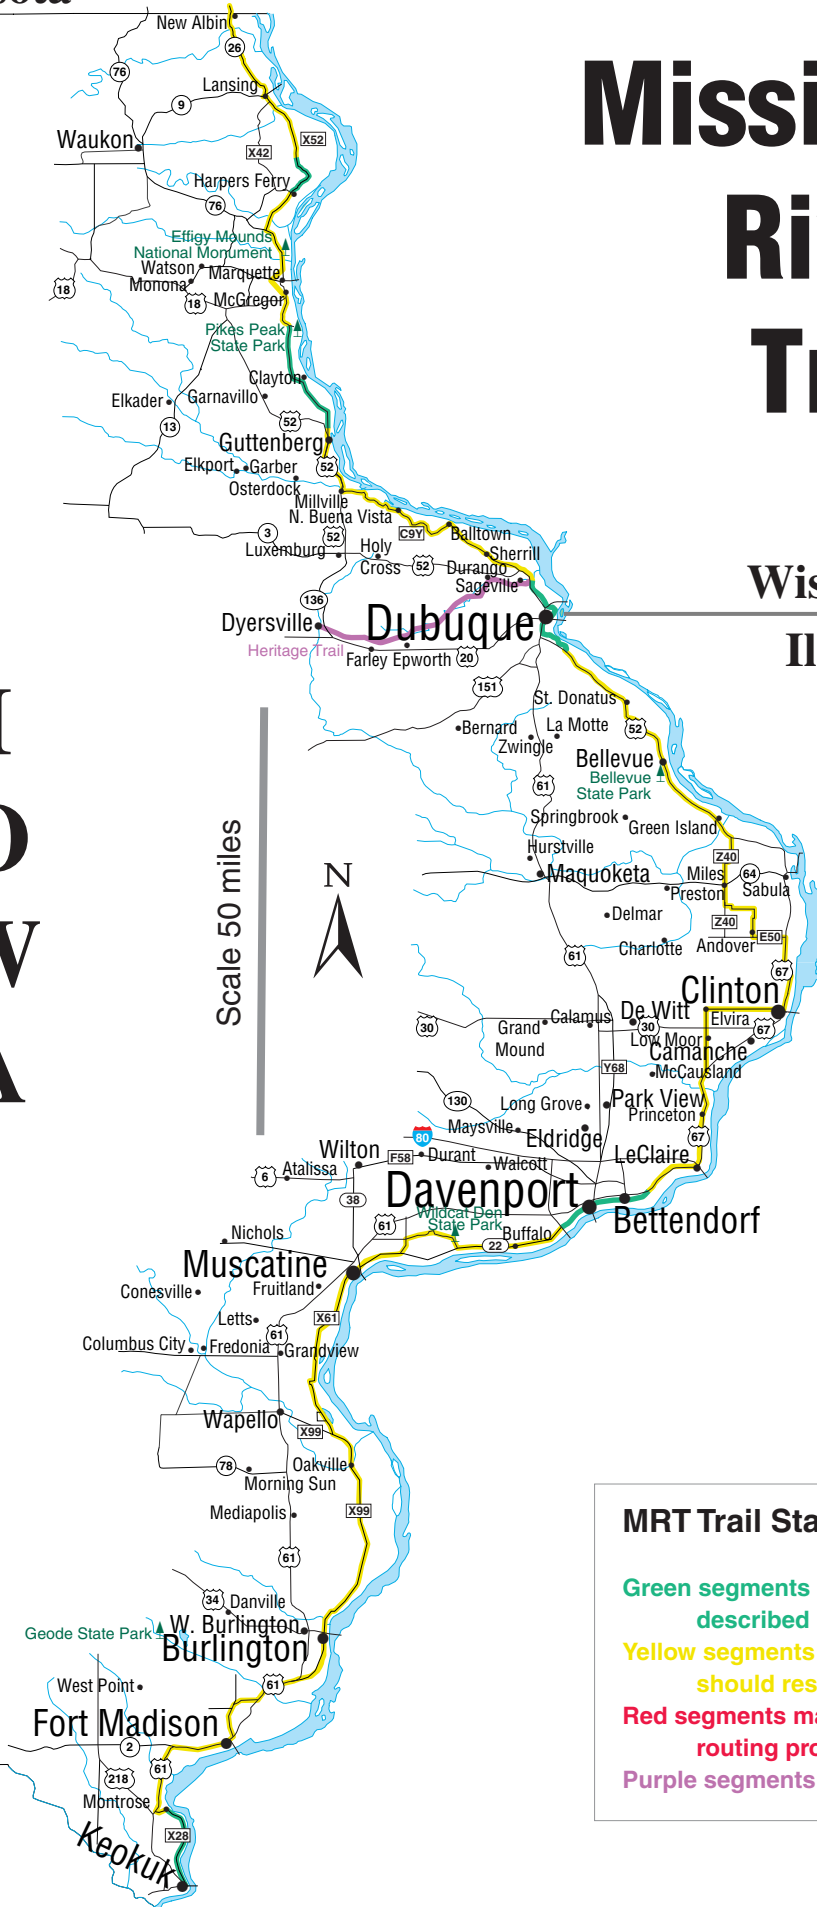 New Albin
26
76
Lansing
9
Waukon
X52
X42
Harpers Ferry
76
Effigy Mounds
National Monument
Watson
Marquette
Monona
18
18
McGregor
Pikes Peak
State Park
Clayton
Elkader
Garnavillo
13
52
Guttenberg
Elkport
Garber
52
Osterdock
Millville
N. Buena Vista
3
52
C9Y
Balltown
Luxemburg
Holy
Cross
52
Sherrill
Durango
Sageville
136
Dyersville
Dubuque
Heritage Trail
Farley
Epworth
20
151
St. Donatus
Bernard
La Motte
Zwingle
52
Bellevue
Bellevue
State Park
61
Springbrook
Green Island
Hurstville
Maquoketa
Z40
Miles
64
Preston
Sabula
Delmar
Z40
Charlotte
Andover
E50
61
67
Clinton
De Witt
Elvira
30
Grand
Mound
Calamus
30
Low Moor
67
Camanche
Y68
McCausland
130
Long Grove
Park View
Princeton
Maysville
Eldridge
80
67
Wilton
F58
Durant
Walcott
LeClaire
6
Atalissa
38
Davenport
Bettendorf
Wildcat Den
State Park
61
Buffalo
22
Nichols
Muscatine
Conesville
Fruitland
Letts
X61
61
Columbus City
Fredonia
Grandview
Wapello
X99
78
Oakville
Morning Sun
Mediapolis
X99
61
34
Danville
Geode State Park
W. Burlington
Burlington
West Point
61
Fort Madison
2
61
218
Montrose
X28
Keokuk
Scale 50 miles
N
Missi
Ri
Wis
Il
MRT Trail Sta
Green segments
described
Yellow segments
should res
Red segments ma
routing pro
Purple segments